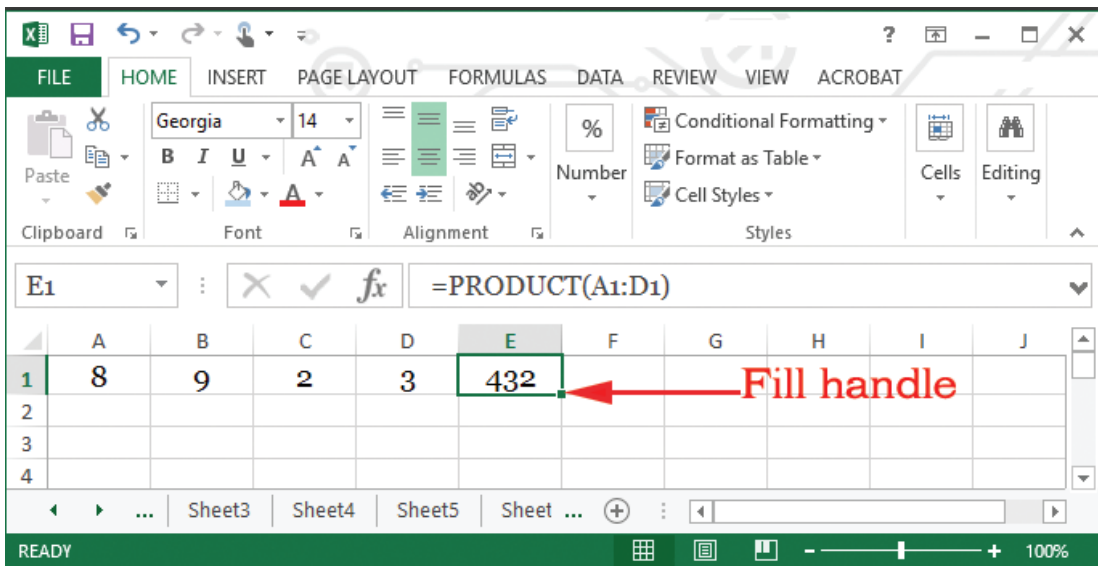 ?
FILE HOME INSERT PAGE LAYOUT FORMULAS DATA REVIEW VIEW ACROBAT
Georgia 14 % Conditional Formatting
Paste B I U A A Number Format as Table Cells Editing
A Cell Styles
Clipboard Font Alignment Styles
E1 fx =PRODUCT(A1:D1)
A B C D E F G H I J
1 8 9 2 3 432 Fill handle
2
3
4
... Sheet3 Sheet4 Sheet5 Sheet ...
READY 100%